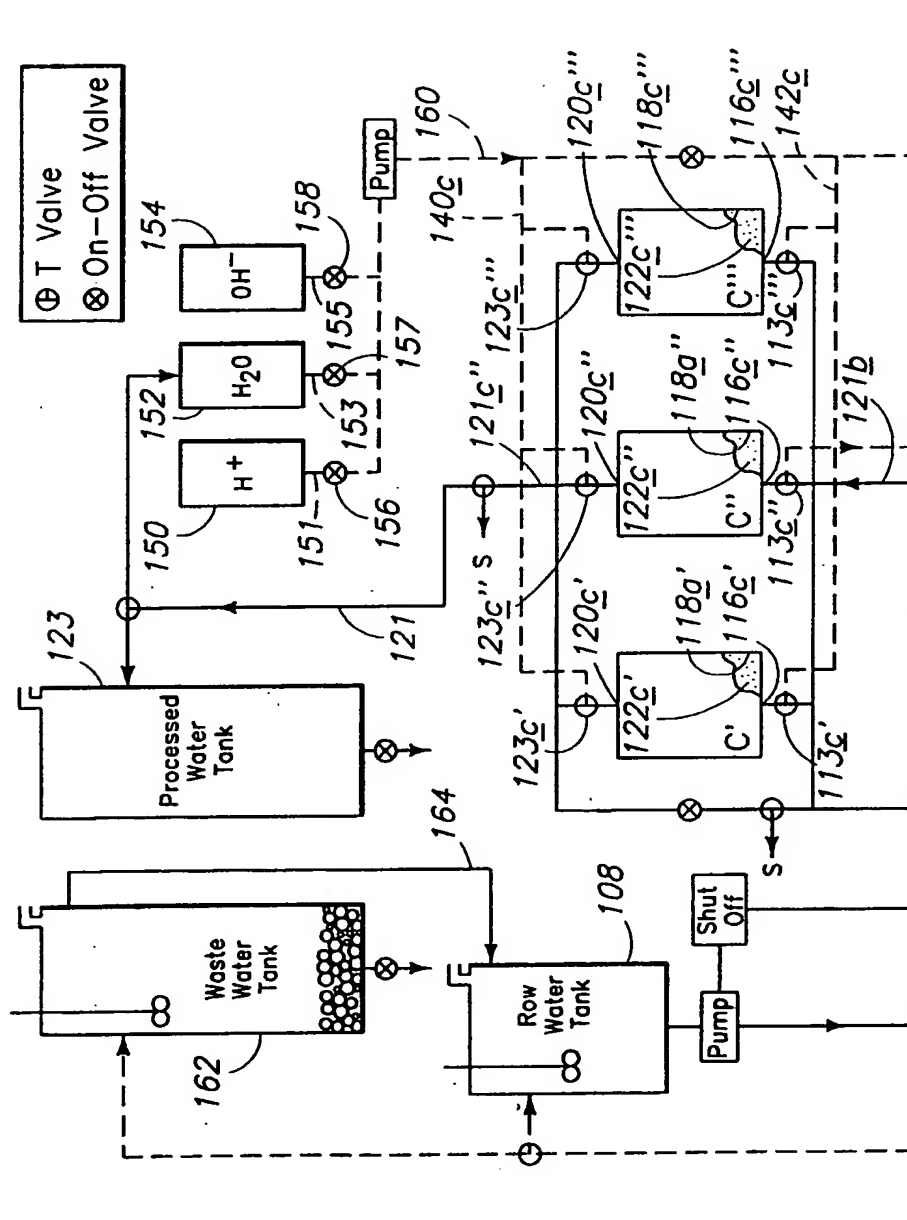 T Valve
On-Off Valve
154
OH⁻
158
155
Pump
160
152
H₂O
157
153
150
H⁺
151
156
140c
120c'''
118c'''
116c'''
142c
123c'''
122c'''
C''''
113c''''
121c''
120c''
118a''
116c''
121b
S
123c''
122c'''
C''
113c''
123
121
120c'
118a'
116c'
Processed
Water
Tank
123c'
122c'
C'
113c'
164
S
Waste
Water
Tank
108
Shut
Off
162
Row
Water
Tank
Pump